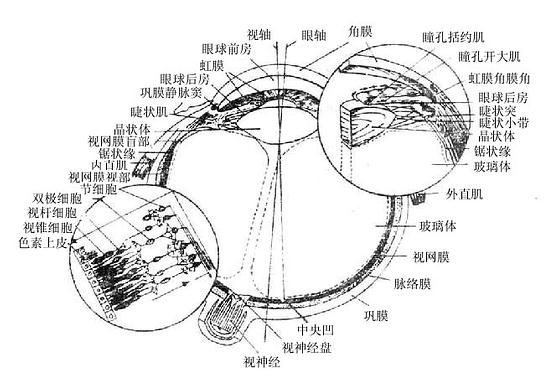 视轴
眼轴
角膜
眼球前房
虹膜
眼球后房
巩膜静脉窦
睫状肌
晶状体
视网膜盲部
锯状缘
内直肌
视网膜视部
节细胞
双极细胞
视杆细胞
视锥细胞
色素上皮
瞳孔括约肌
瞳孔开大肌
虹膜角膜角
眼球后房
睫状突
睫状小带
晶状体
锯状缘
玻璃体
外直肌
玻璃体
视网膜
脉络膜
巩膜
中央凹
视神经盘
视神经